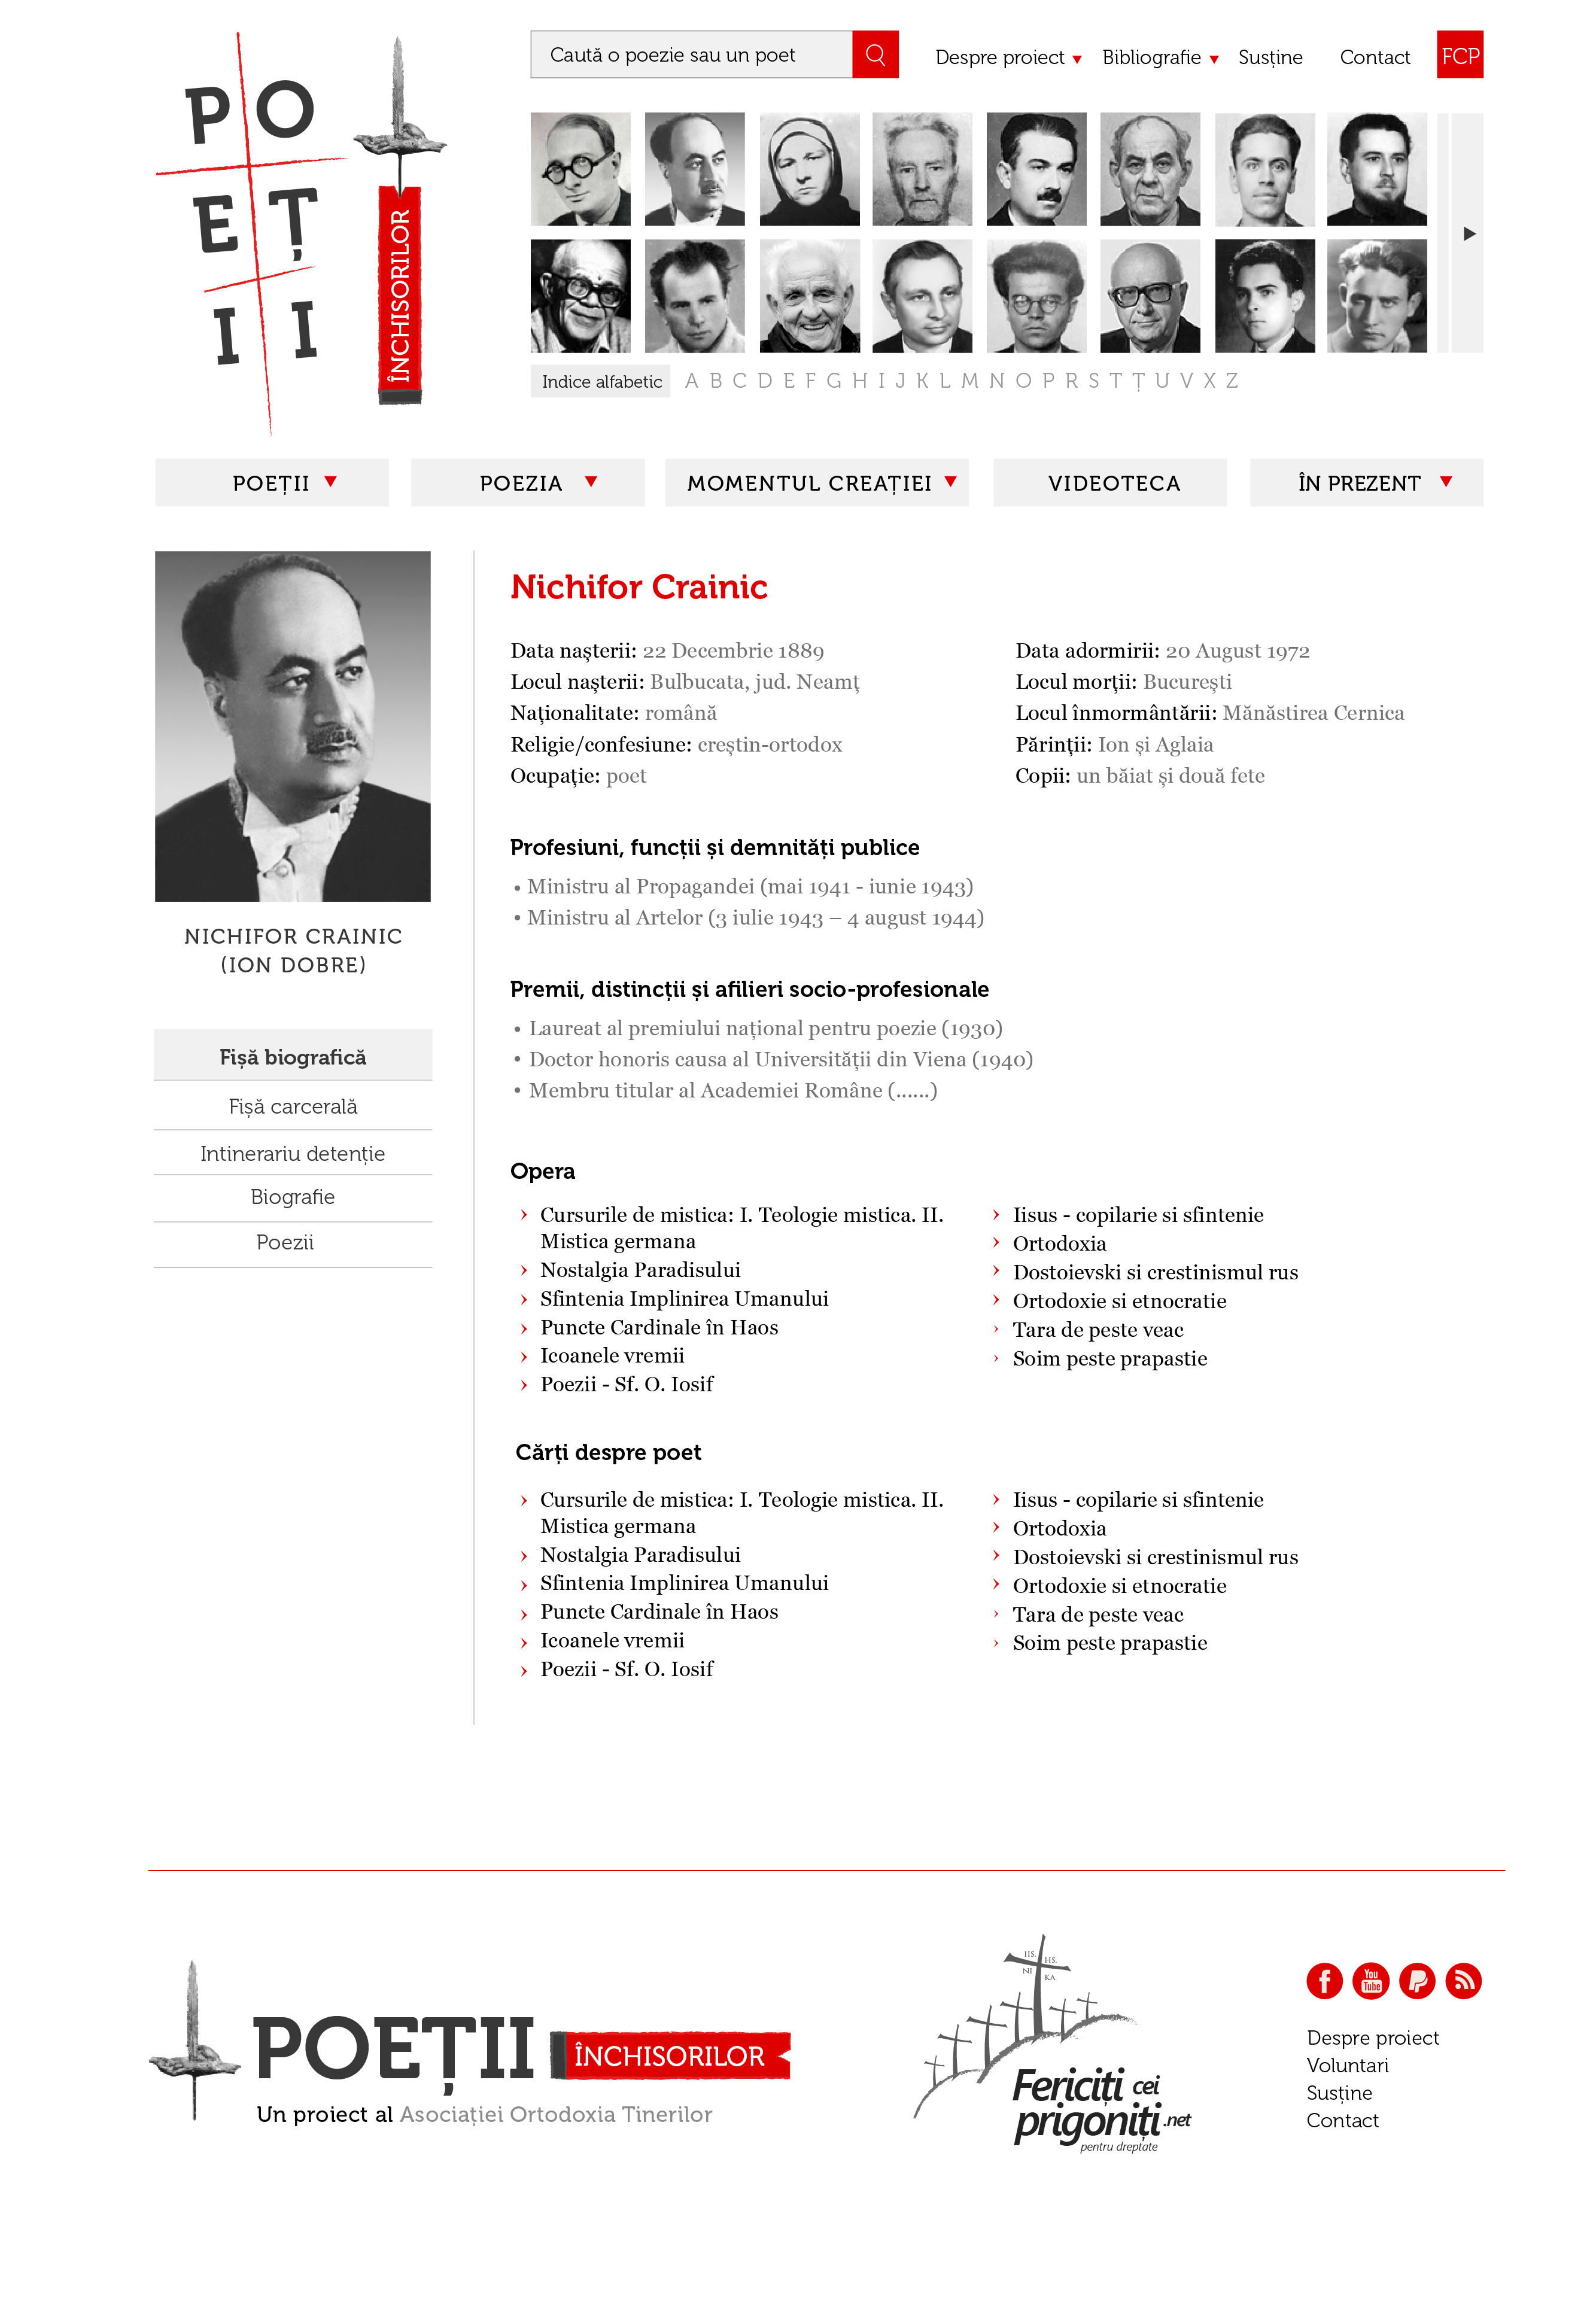 PO
EȚ
II
ÎNCHISORILOR
Caută o poezie sau un poet
Despre proiect
Bibliografie
Susține
Contact
FCP
Indice alfabetic
A B C D E F G H I J K L M N O P R S T Ț U V X Z
POEȚII
POEZIA
MOMENTUL CREAȚIEI
VIDEOTECA
ÎN PREZENT
NICHIFOR CRAINIC
(ION DOBRE)
Fișă biografică
Fișă carcerală
Intinerariu detenție
Biografie
Poezii
Nichifor Crainic
Data nașterii: 22 Decembrie 1889
Locul nașterii: Bulbucata, jud. Neamț
Naționalitate: română
Religie/confesiune: creștin-ortodox
Ocupație: poet
Data adormirii: 20 August 1972
Locul morții: București
Locul înmormântării: Mănăstirea Cernica
Părinții: Ion și Aglaia
Copii: un băiat și două fete
Profesiuni, funcții și demnități publice
• Ministru al Propagandei (mai 1941 - iunie 1943)
• Ministru al Artelor (3 iulie 1943 – 4 august 1944)
Premii, distincții și afilieri socio-profesionale
• Laureat al premiului național pentru poezie (1930)
• Doctor honoris causa al Universității din Viena (1940)
• Membru titular al Academiei Române (......)
Opera
› Cursurile de mistica: I. Teologie mistica. II.
Mistica germana
› Nostalgia Paradisului
› Sfintenia Implinirea Umanului
› Puncte Cardinale în Haos
› Icoanele vremii
› Poezii - Sf. O. Iosif
› Iisus - copilarie si sfintenie
› Ortodoxia
› Dostoievski si crestinismul rus
› Ortodoxie si etnocratie
› Tara de peste veac
› Soim peste prapastie
Cărți despre poet
› Cursurile de mistica: I. Teologie mistica. II.
Mistica germana
› Nostalgia Paradisului
› Sfintenia Implinirea Umanului
› Puncte Cardinale în Haos
› Icoanele vremii
› Poezii - Sf. O. Iosif
› Iisus - copilarie si sfintenie
› Ortodoxia
› Dostoievski si crestinismul rus
› Ortodoxie si etnocratie
› Tara de peste veac
› Soim peste prapastie
POEȚII ÎNCHISORILOR
Un proiect al Asociației Ortodoxia Tinerilor
IIS. HS.
NI KA
Fericiți cei
prigoniți.net
pentru dreptate
You
Tube
Despre proiect
Voluntari
Susține
Contact